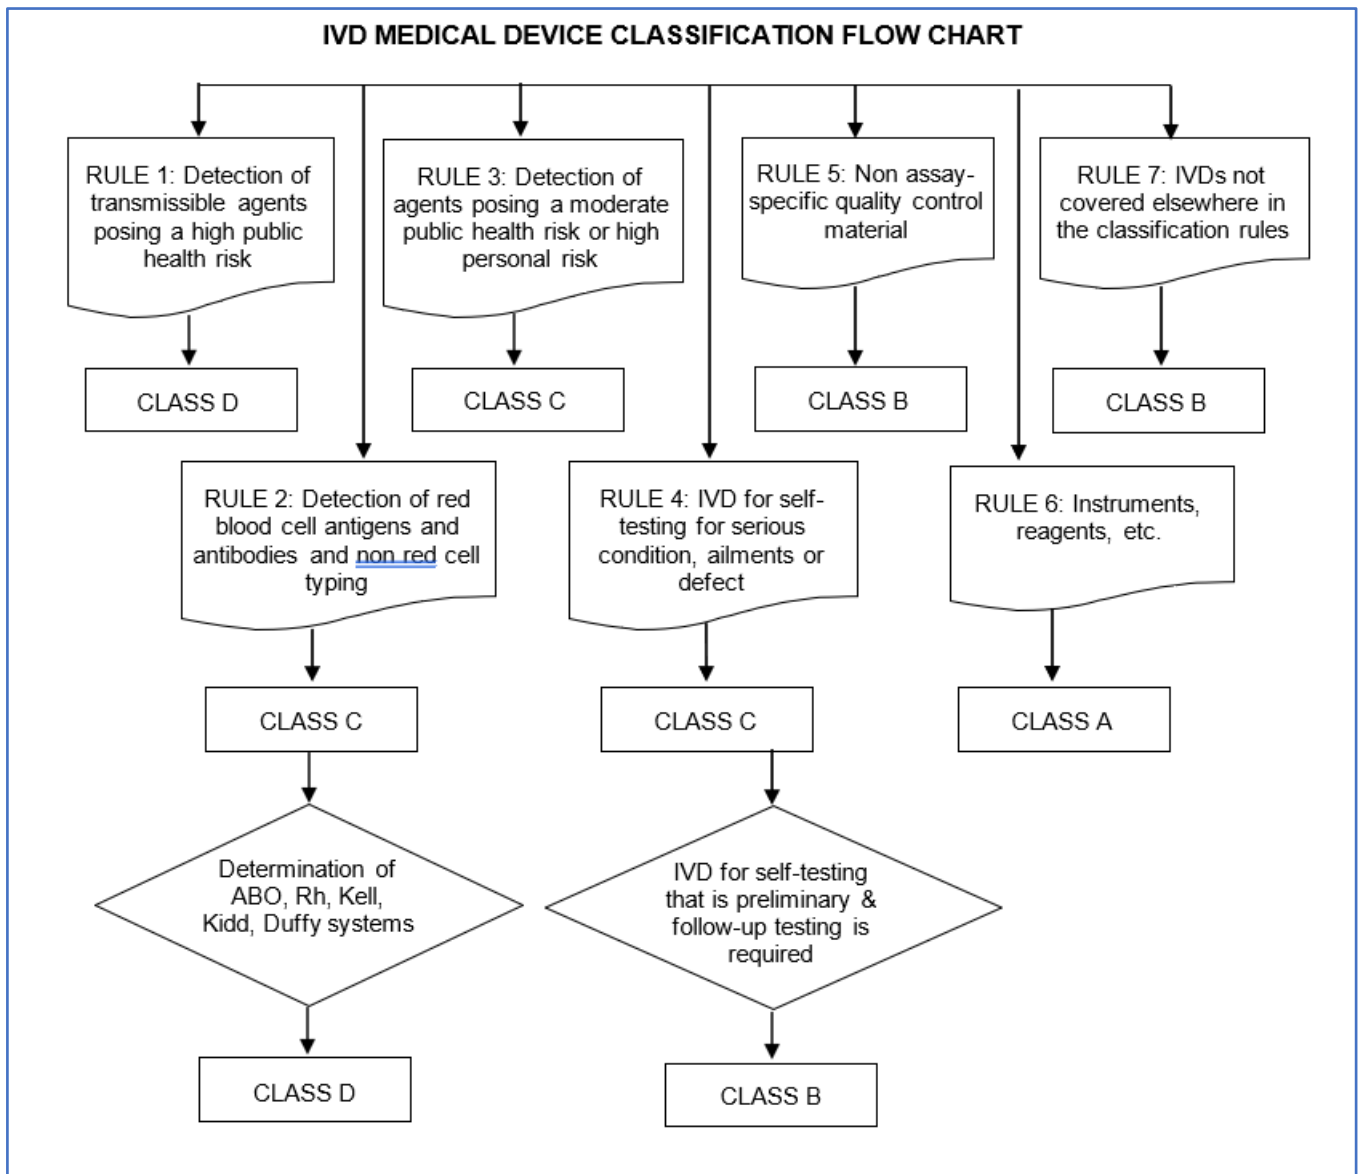 IVD MEDICAL DEVICE CLASSIFICATION FLOW CHART
RULE 1: Detection of
transmissible agents
posing a high public
health risk
CLASS D
RULE 3: Detection of
agents posing a moderate
public health risk or high
personal risk
CLASS C
RULE 5: Non assay-
specific quality control
material
CLASS B
RULE 7: IVDs not
covered elsewhere in
the classification rules
CLASS B
RULE 2: Detection of red
blood cell antigens and
antibodies and non red cell
typing
CLASS C
Determination of
ABO, Rh, Kell,
Kidd, Duffy systems
CLASS D
RULE 4: IVD for self-
testing for serious
condition, ailments or
defect
CLASS C
IVD for self-testing
that is preliminary &
follow-up testing is
required
CLASS B
RULE 6: Instruments,
reagents, etc.
CLASS A